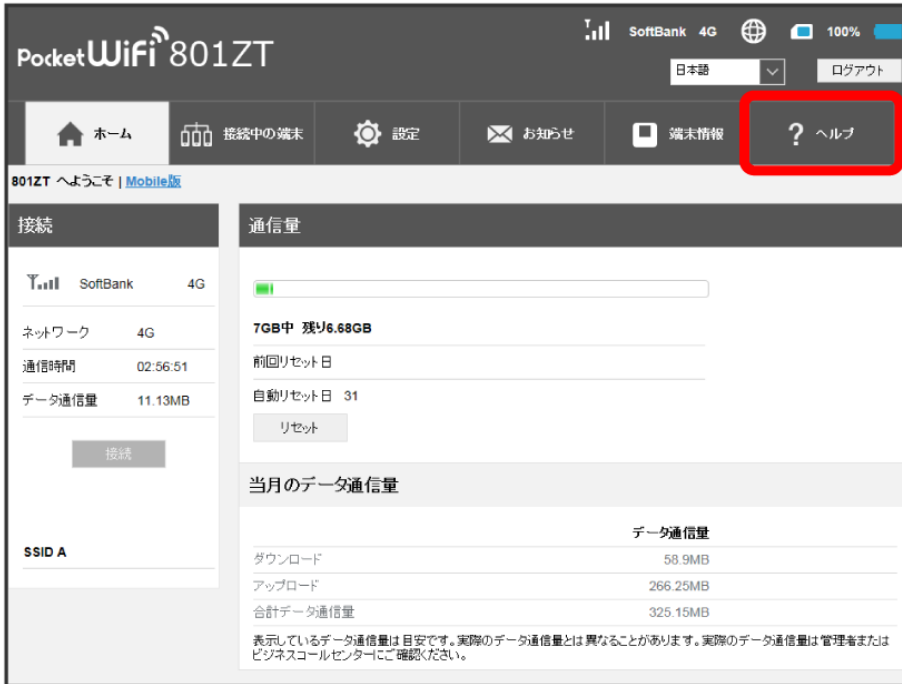 Pocket WiFi 801ZT
SoftBank 4G 100%
日本語 ログアウト
ホーム 接続中の端末 設定 お知らせ 端末情報 ? ヘルプ
801ZT へようこそ | Mobile版
接続
SoftBank 4G
ネットワーク 4G
通信時間 02:56:51
データ通信量 11.13MB
接続
SSID A
通信量
7GB中 残り6.68GB
前回リセット日
自動リセット日 31
リセット
当月のデータ通信量
データ通信量
ダウンロード 58.9MB
アップロード 266.25MB
合計データ通信量 325.15MB
表示しているデータ通信量は目安です。実際のデータ通信量とは異なることがあります。実際のデータ通信量は管理者または
ビジネスコールセンターにご確認ください。